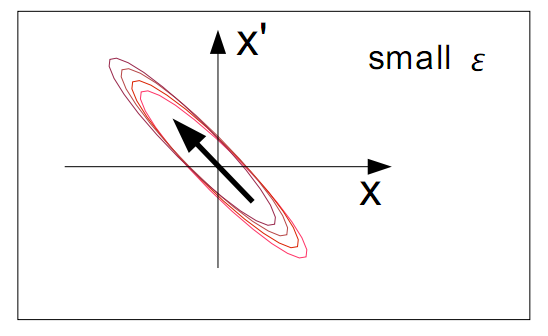 x'
small ε
x